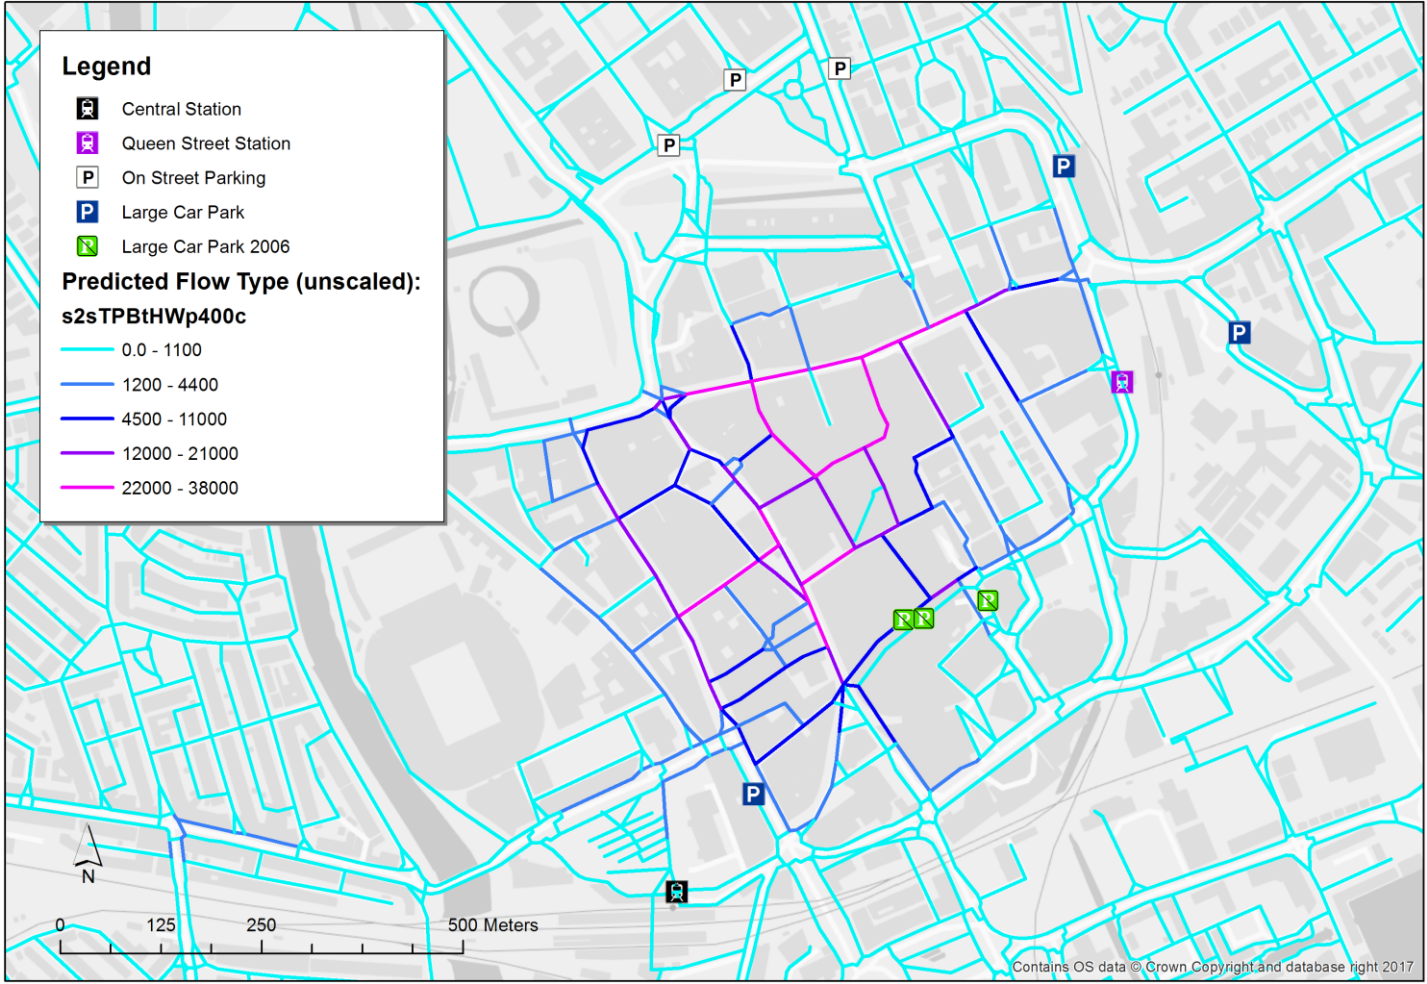 P
P
P
P
P
P
P
P
P
P
Legend
Central Station
Queen Street Station
P On Street Parking
P Large Car Park
P Large Car Park 2006
Predicted Flow Type (unscaled):
s2sTPBtHWp400c
0.0 - 1100
1200 - 4400
4500 - 11000
12000 - 21000
22000 - 38000
N
0 125 250 500 Meters
Contains OS data © Crown Copyright and database right 2017